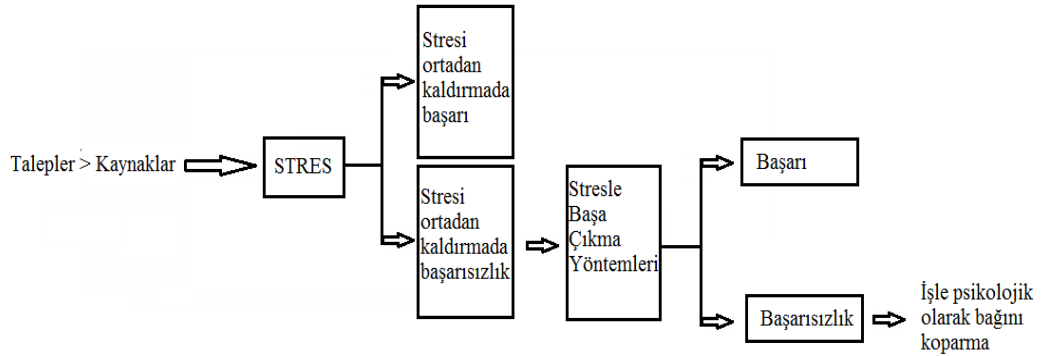 Talepler > Kaynaklar
STRES
Stresi
ortadan
kaldırmada
başarı
Stresi
ortadan
kaldırmada
başarısızlık
Stresle
Başa
Çıkma
Yöntemleri
Başarı
Başarısızlık
İşle psikolojik
olarak bağını
koparma